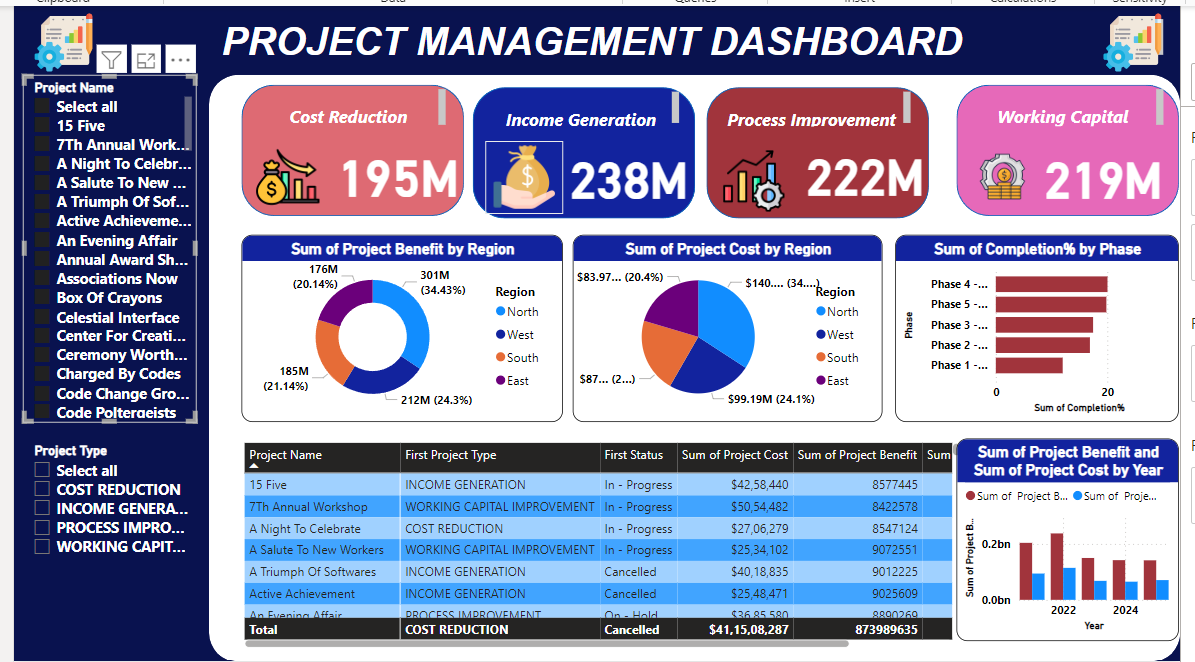 PROJECT MANAGEMENT DASHBOARD
Project Name
Select all
15 Five
7Th Annual Work...
A Night To Celebr...
A Salute To New ...
A Triumph Of Sof...
Active Achieveme...
An Evening Affair
Annual Award Sh...
Associations Now
Box Of Crayons
Celestial Interface
Center For Creati...
Ceremony Worth...
Charged By Codes
Code Change Gro...
Code Poltergeists
Project Type
Select all
COST REDUCTION
INCOME GENERA...
PROCESS IMPRO...
WORKING CAPIT...
Cost Reduction
195M
Income Generation
238M
Process Improvement
222M
Working Capital
219M
Sum of Project Benefit by Region
176M
(20.14%)
301M
(34.43%)
185M
(21.14%)
212M (24.3%)
Region
North
West
South
East
Sum of Project Cost by Region
$83.97... (20.4%)
$140.... (34....)
$87... (2...)
$99.19M (24.1%)
Region
North
West
South
East
Sum of Completion% by Phase
Phase
Phase 4 -...
Phase 5 -...
Phase 3 -...
Phase 2 -...
Phase 1 -...
0 20
Sum of Completion%
Project Name First Project Type First Status Sum of Project Cost Sum of Project Benefit Sum
15 Five INCOME GENERATION In - Progress $42,58,440 8577445
7Th Annual Workshop WORKING CAPITAL IMPROVEMENT In - Progress $50,54,482 8422578
A Night To Celebrate COST REDUCTION In - Progress $27,06,279 8547124
A Salute To New Workers WORKING CAPITAL IMPROVEMENT In - Progress $25,34,102 9072551
A Triumph Of Softwares INCOME GENERATION Cancelled $40,18,835 9012225
Active Achievement INCOME GENERATION Cancelled $25,48,471 9025609
An Evening Affair PROCESS IMPROVEMENT On - Hold $36,85,580 8890269
Total COST REDUCTION Cancelled $41,15,08,287 873989635
Sum of Project Benefit and
Sum of Project Cost by Year
Sum of Project B... Sum of Proje...
Sum of Project B...
0.2bn
0.0bn
2022 2024
Year